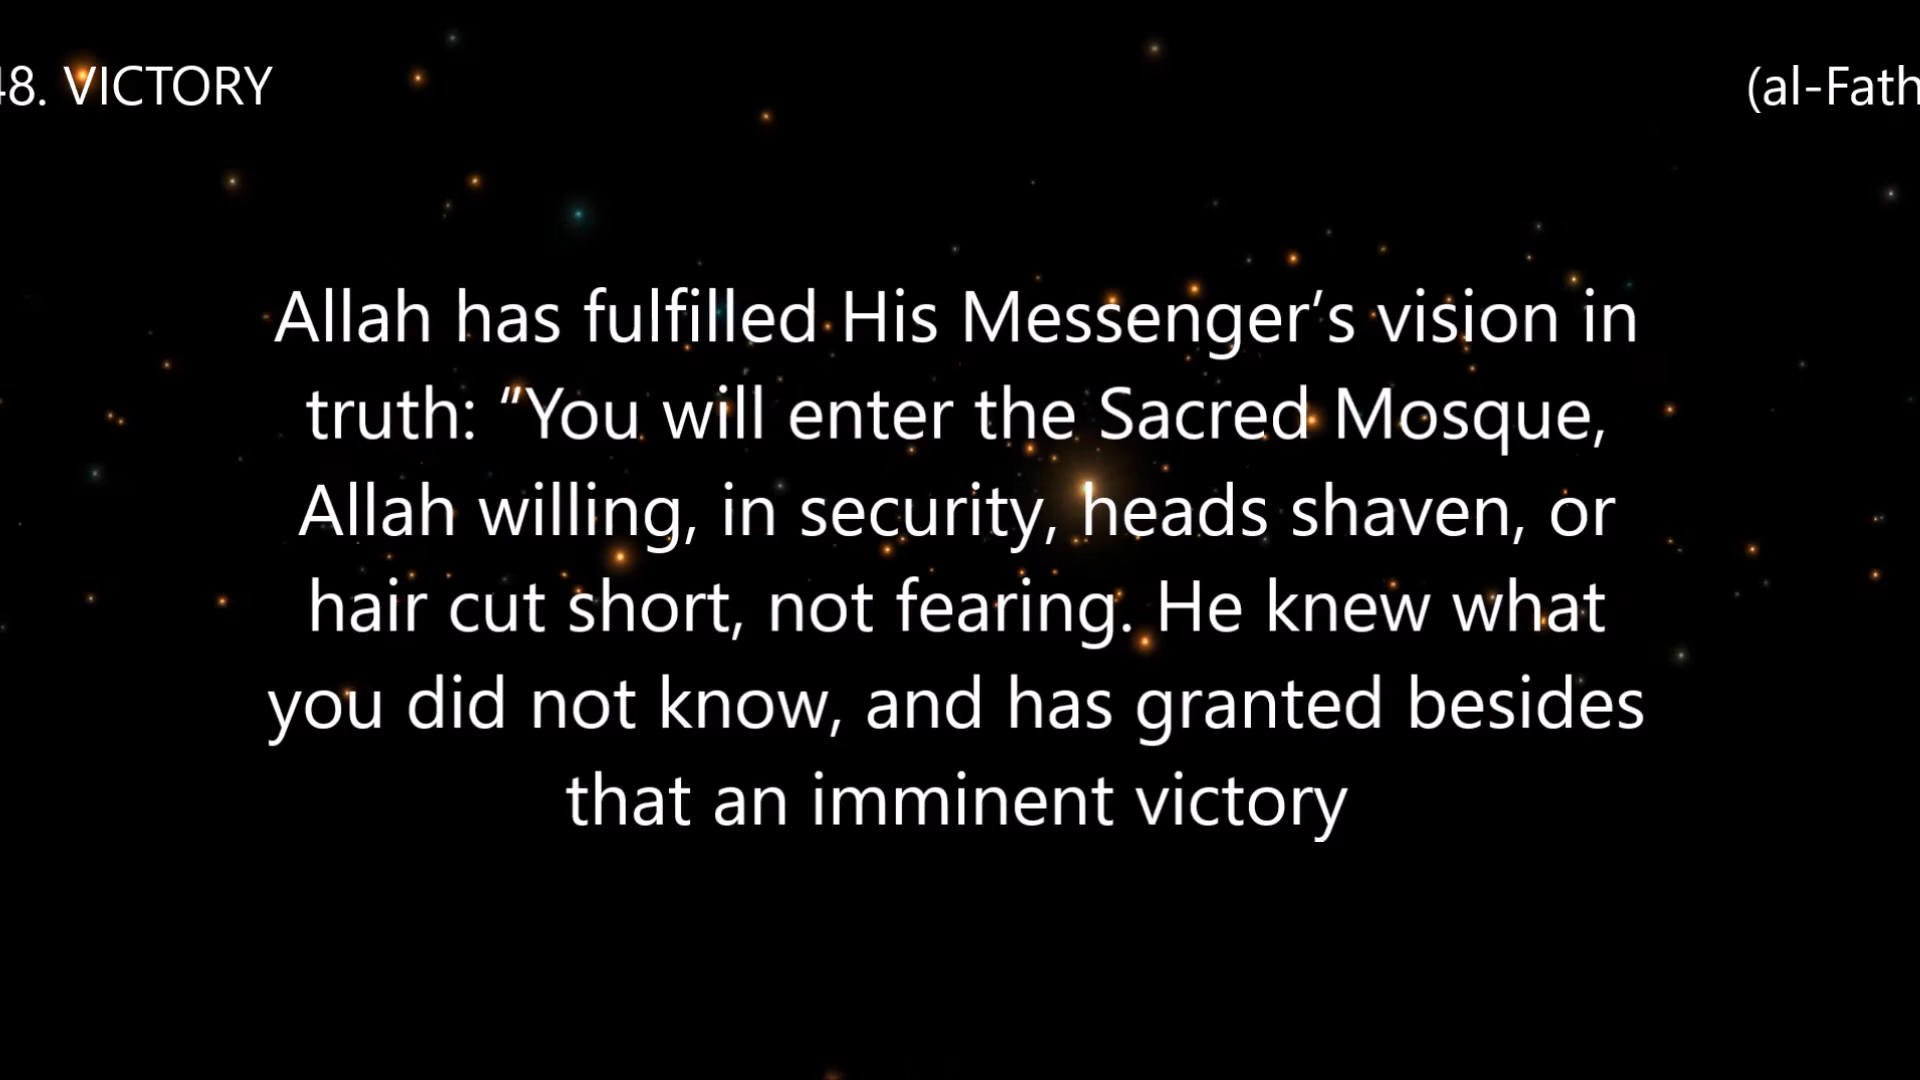 48. VICTORY (al-Fath
Allah has fulfilled His Messenger’s vision in
truth: “You will enter the Sacred Mosque,
Allah willing, in security, heads shaven, or
hair cut short, not fearing. He knew what
you did not know, and has granted besides
that an imminent victory